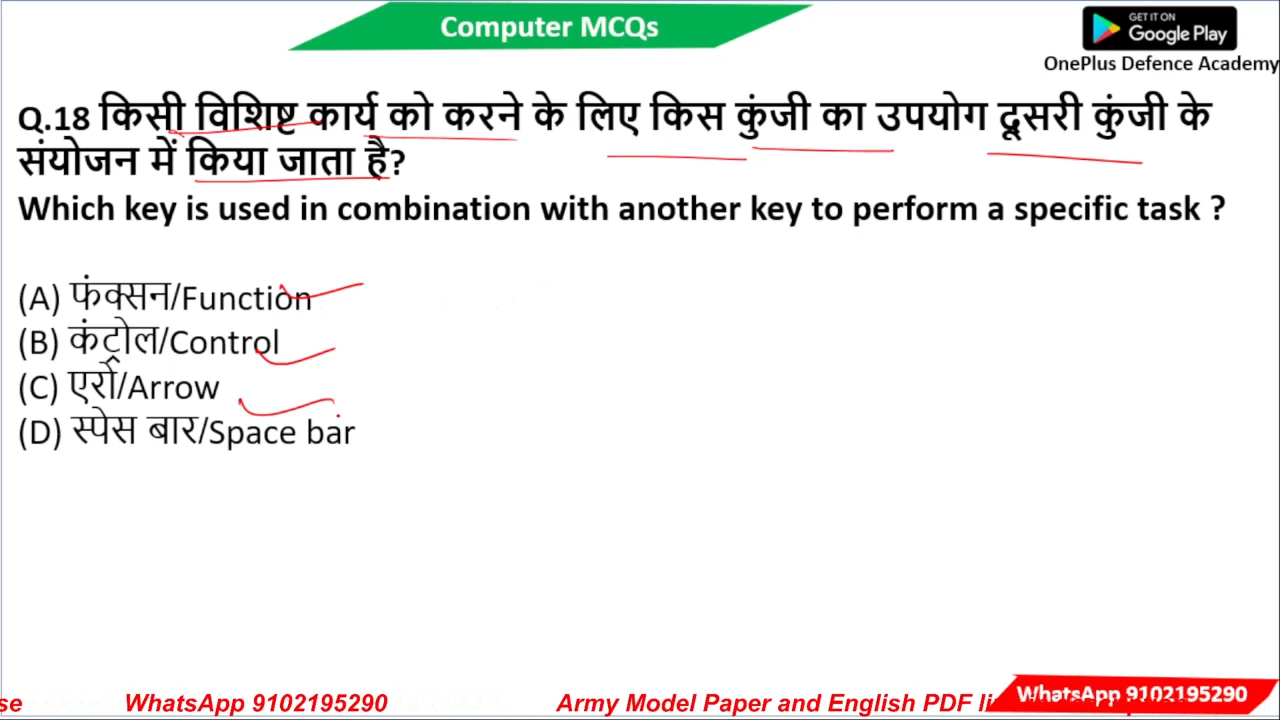 Computer MCQs
GET IT ON
Google Play
OnePlus Defence Academy
Q.18 किसी विशिष्ट कार्य को करने के लिए किस कुंजी का उपयोग दूसरी कुंजी के
संयोजन में किया जाता है?
Which key is used in combination with another key to perform a specific task ?
(A) फंक्सन/Function
(B) कंट्रोल/Control
(C) एरो/Arrow
(D) स्पेस बार/Space bar
WhatsApp 9102195290
se WhatsApp 9102195290 Army Model Paper and English PDF